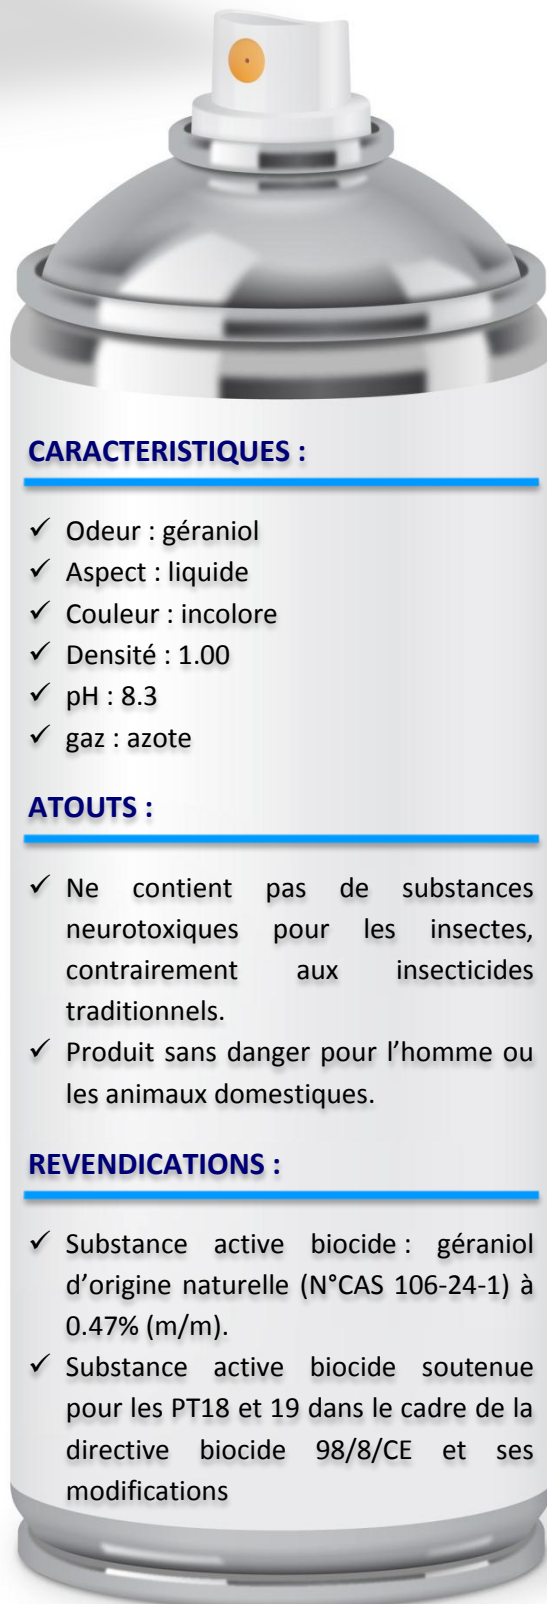 CARACTERISTIQUES :
✓ Odeur : géraniol
✓ Aspect : liquide
✓ Couleur : incolore
✓ Densité : 1.00
✓ pH : 8.3
✓ gaz : azote
ATOUTS :
✓ Ne contient pas de substances
neurotoxiques pour les insectes,
contrairement aux insecticides
traditionnels.
✓ Produit sans danger pour l’homme ou
les animaux domestiques.
REVENDICATIONS :
✓ Substance active biocide : géraniol
d’origine naturelle (N°CAS 106-24-1) à
0.47% (m/m).
✓ Substance active biocide soutenue
pour les PT18 et 19 dans le cadre de la
directive biocide 98/8/CE et ses
modifications